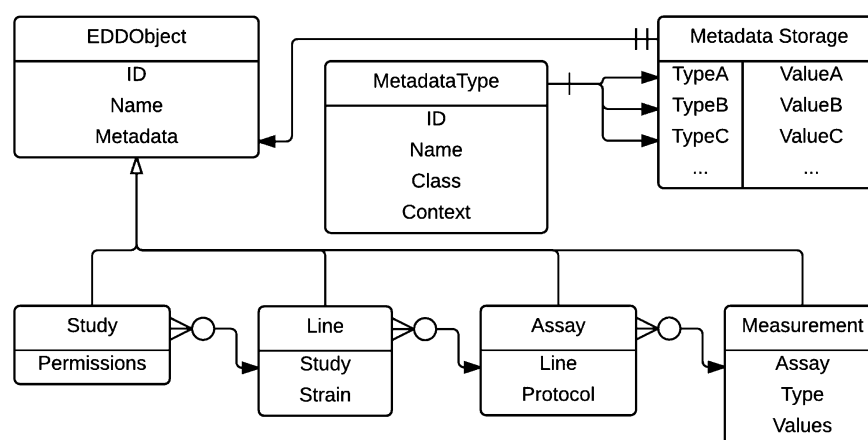 EDDObject
ID
Name
Metadata
MetadataType
ID
Name
Class
Context
Metadata Storage
TypeA ValueA
TypeB ValueB
TypeC ValueC
... ...
Study
Permissions
Line
Study
Strain
Assay
Line
Protocol
Measurement
Assay
Type
Values